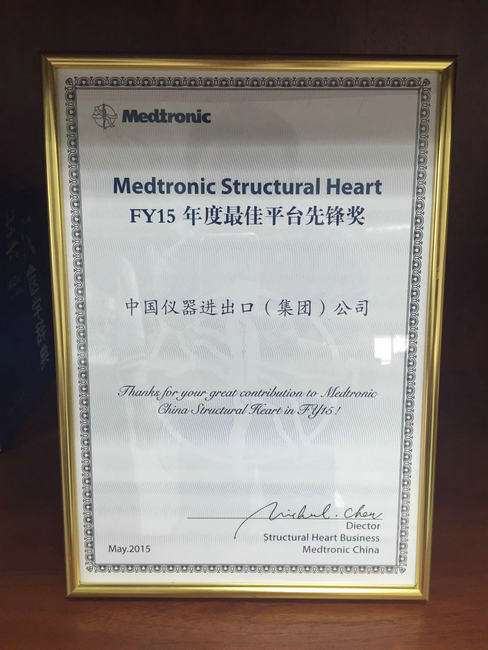 Medtronic
Medtronic Structural Heart
FY15 年度最佳平台先锋奖
中国仪器进出口（集团）公司
Thanks for your great contribution to Medtronic
China Structural Heart in FY15!
Michael. Chen
Diector
Structural Heart Business
May.2015
Medtronic China